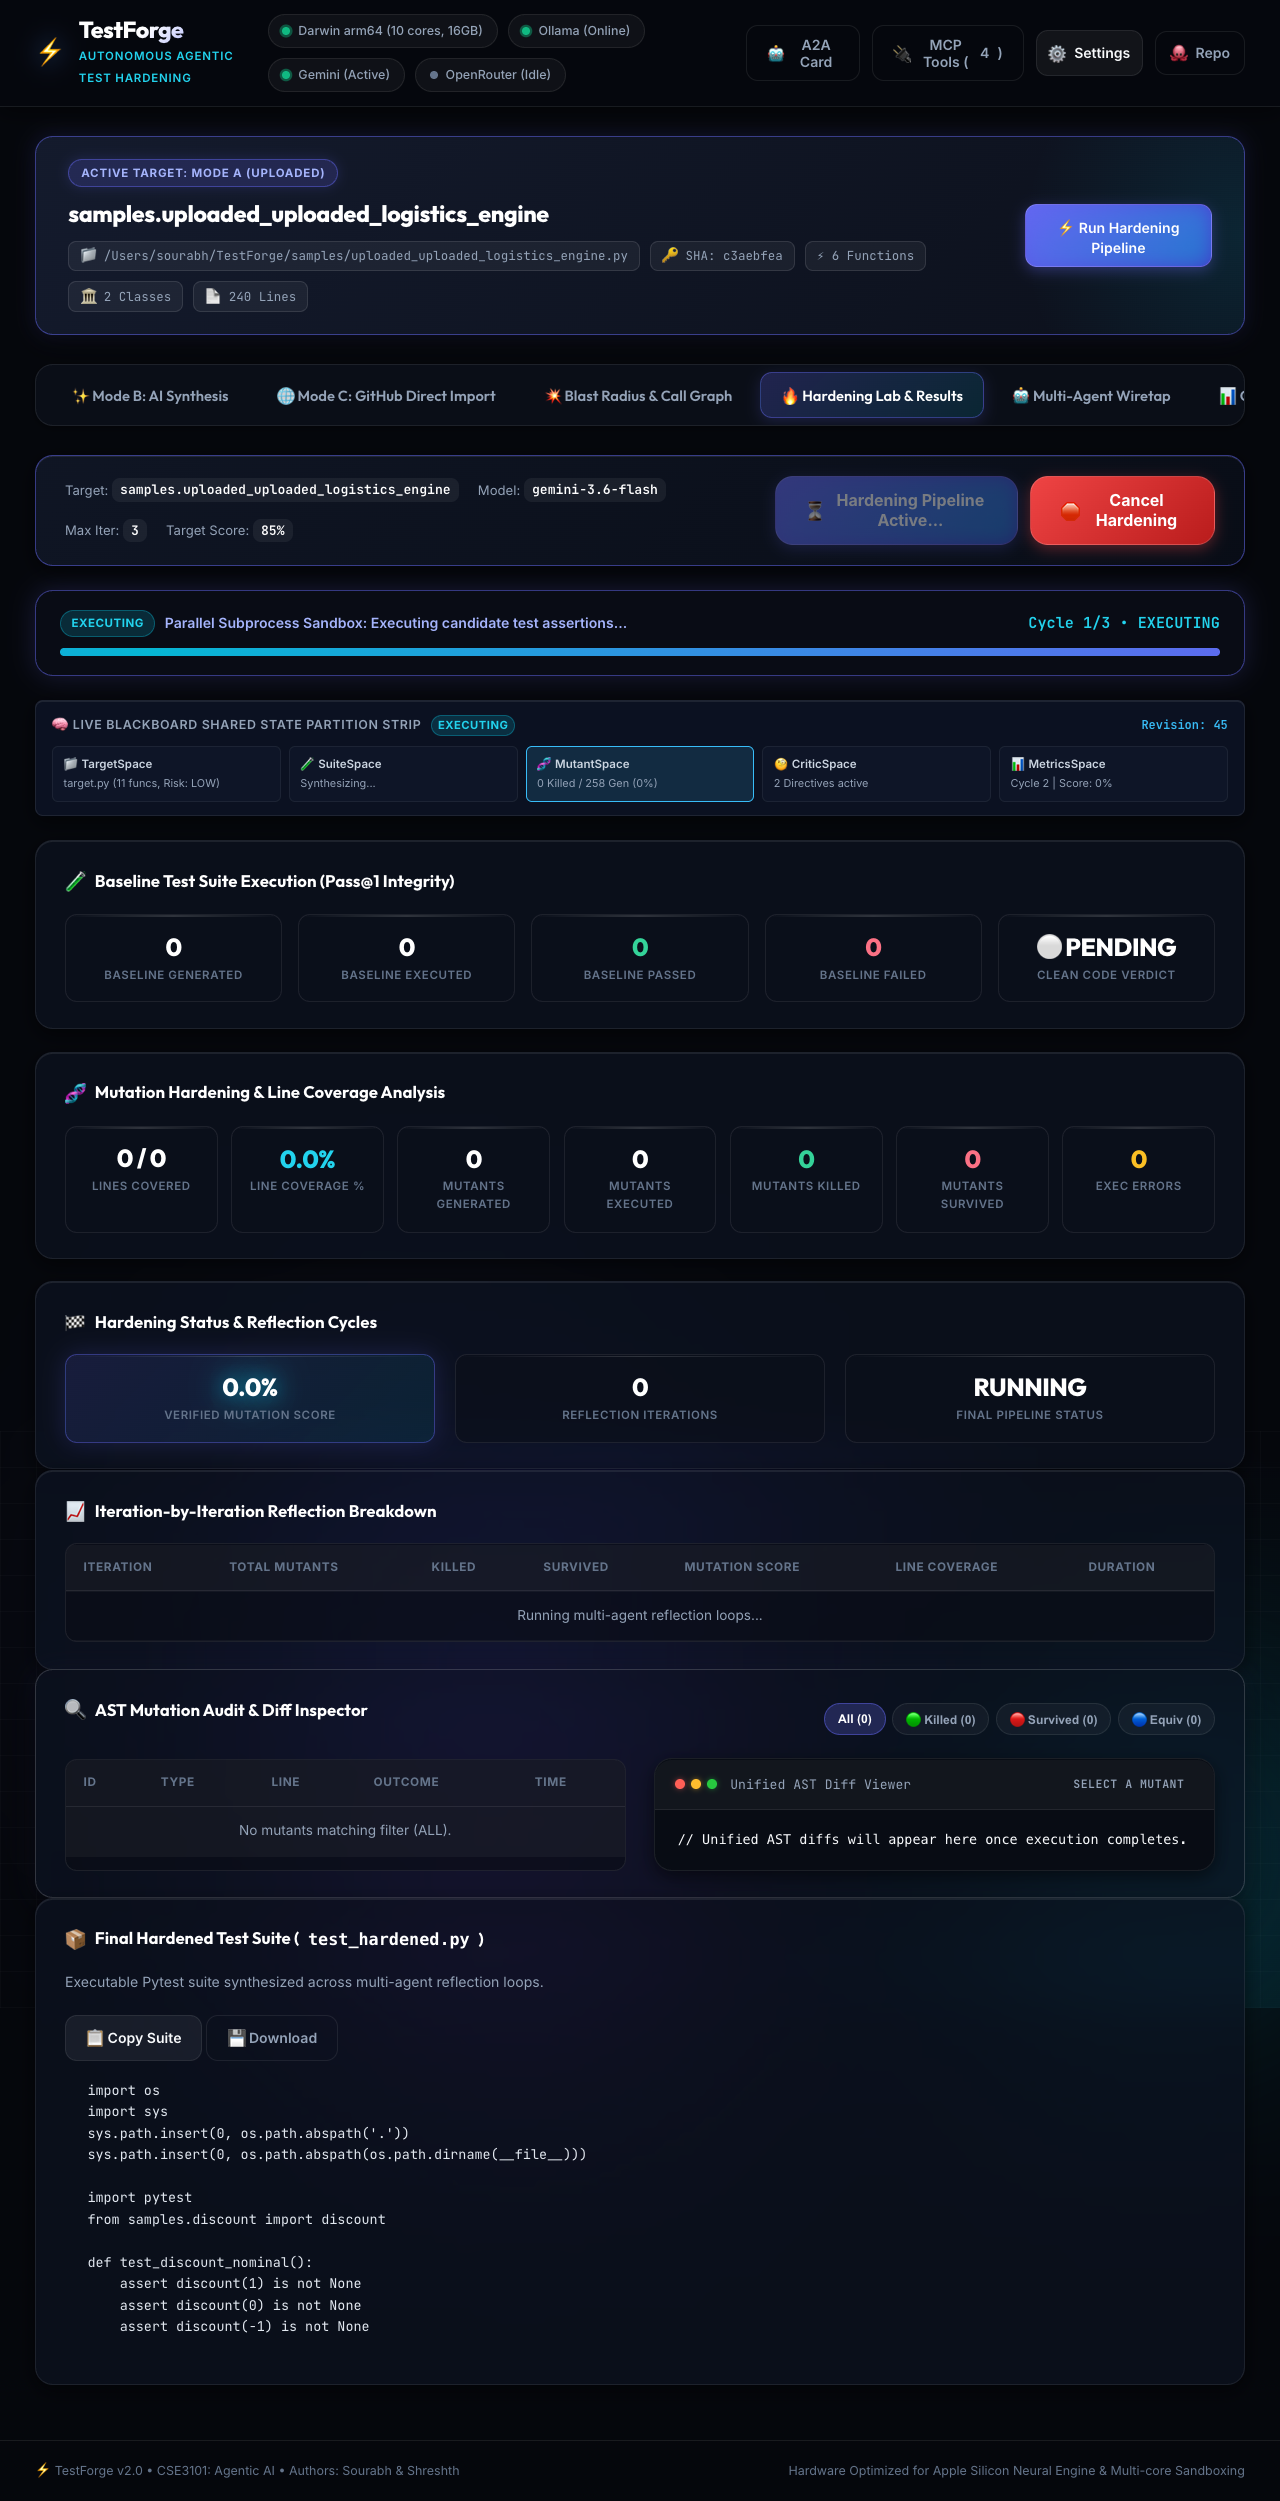 ⚡ TestForge
AUTONOMOUS AGENTIC
TEST HARDENING
Darwin arm64 (10 cores, 16GB)
Ollama (Online)
Gemini (Active)
OpenRouter (Idle)
🤖 A2A
Card
🔌 MCP
Tools ( 4 )
⚙️ Settings
🐙 Repo
ACTIVE TARGET: MODE A (UPLOADED)
samples.uploaded_uploaded_logistics_engine
📁 /Users/sourabh/TestForge/samples/uploaded_uploaded_logistics_engine.py
🔑 SHA: c3aebfea
⚡ 6 Functions
🏛️ 2 Classes
📄 240 Lines
⚡ Run Hardening
Pipeline
✨ Mode B: AI Synthesis
🌐 Mode C: GitHub Direct Import
💥 Blast Radius & Call Graph
🔥 Hardening Lab & Results
🤖 Multi-Agent Wiretap
📊
Target: samples.uploaded_uploaded_logistics_engine
Model: gemini-3.6-flash
Max Iter: 3
Target Score: 85%
⏳ Hardening Pipeline
Active...
🛑 Cancel
Hardening
EXECUTING
Parallel Subprocess Sandbox: Executing candidate test assertions...
Cycle 1/3 • EXECUTING
🧠 LIVE BLACKBOARD SHARED STATE PARTITION STRIP
EXECUTING
Revision: 45
📁 TargetSpace
target.py (11 funcs, Risk: LOW)
🧪 SuiteSpace
Synthesizing...
🧬 MutantSpace
0 Killed / 258 Gen (0%)
🧐 CriticSpace
2 Directives active
📊 MetricsSpace
Cycle 2 | Score: 0%
🧪 Baseline Test Suite Execution (Pass@1 Integrity)
0
BASELINE GENERATED
0
BASELINE EXECUTED
0
BASELINE PASSED
0
BASELINE FAILED
⚪ PENDING
CLEAN CODE VERDICT
🧬 Mutation Hardening & Line Coverage Analysis
0 / 0
LINES COVERED
0.0%
LINE COVERAGE %
0
MUTANTS
GENERATED
0
MUTANTS
EXECUTED
0
MUTANTS KILLED
0
MUTANTS
SURVIVED
0
EXEC ERRORS
🏁 Hardening Status & Reflection Cycles
0.0%
VERIFIED MUTATION SCORE
0
REFLECTION ITERATIONS
RUNNING
FINAL PIPELINE STATUS
📈 Iteration-by-Iteration Reflection Breakdown
ITERATION TOTAL MUTANTS KILLED SURVIVED MUTATION SCORE LINE COVERAGE DURATION
Running multi-agent reflection loops...
🔍 AST Mutation Audit & Diff Inspector
All (0)
🟢 Killed (0)
🔴 Survived (0)
🔵 Equiv (0)
ID TYPE LINE OUTCOME TIME
No mutants matching filter (ALL).
Unified AST Diff Viewer
SELECT A MUTANT
// Unified AST diffs will appear here once execution completes.
📦 Final Hardened Test Suite ( test_hardened.py )
Executable Pytest suite synthesized across multi-agent reflection loops.
📋 Copy Suite
💾 Download
import os
import sys
sys.path.insert(0, os.path.abspath('.'))
sys.path.insert(0, os.path.abspath(os.path.dirname(__file__)))
import pytest
from samples.discount import discount
def test_discount_nominal():
    assert discount(1) is not None
    assert discount(0) is not None
    assert discount(-1) is not None
⚡ TestForge v2.0 • CSE3101: Agentic AI • Authors: Sourabh & Shreshth
Hardware Optimized for Apple Silicon Neural Engine & Multi-core Sandboxing